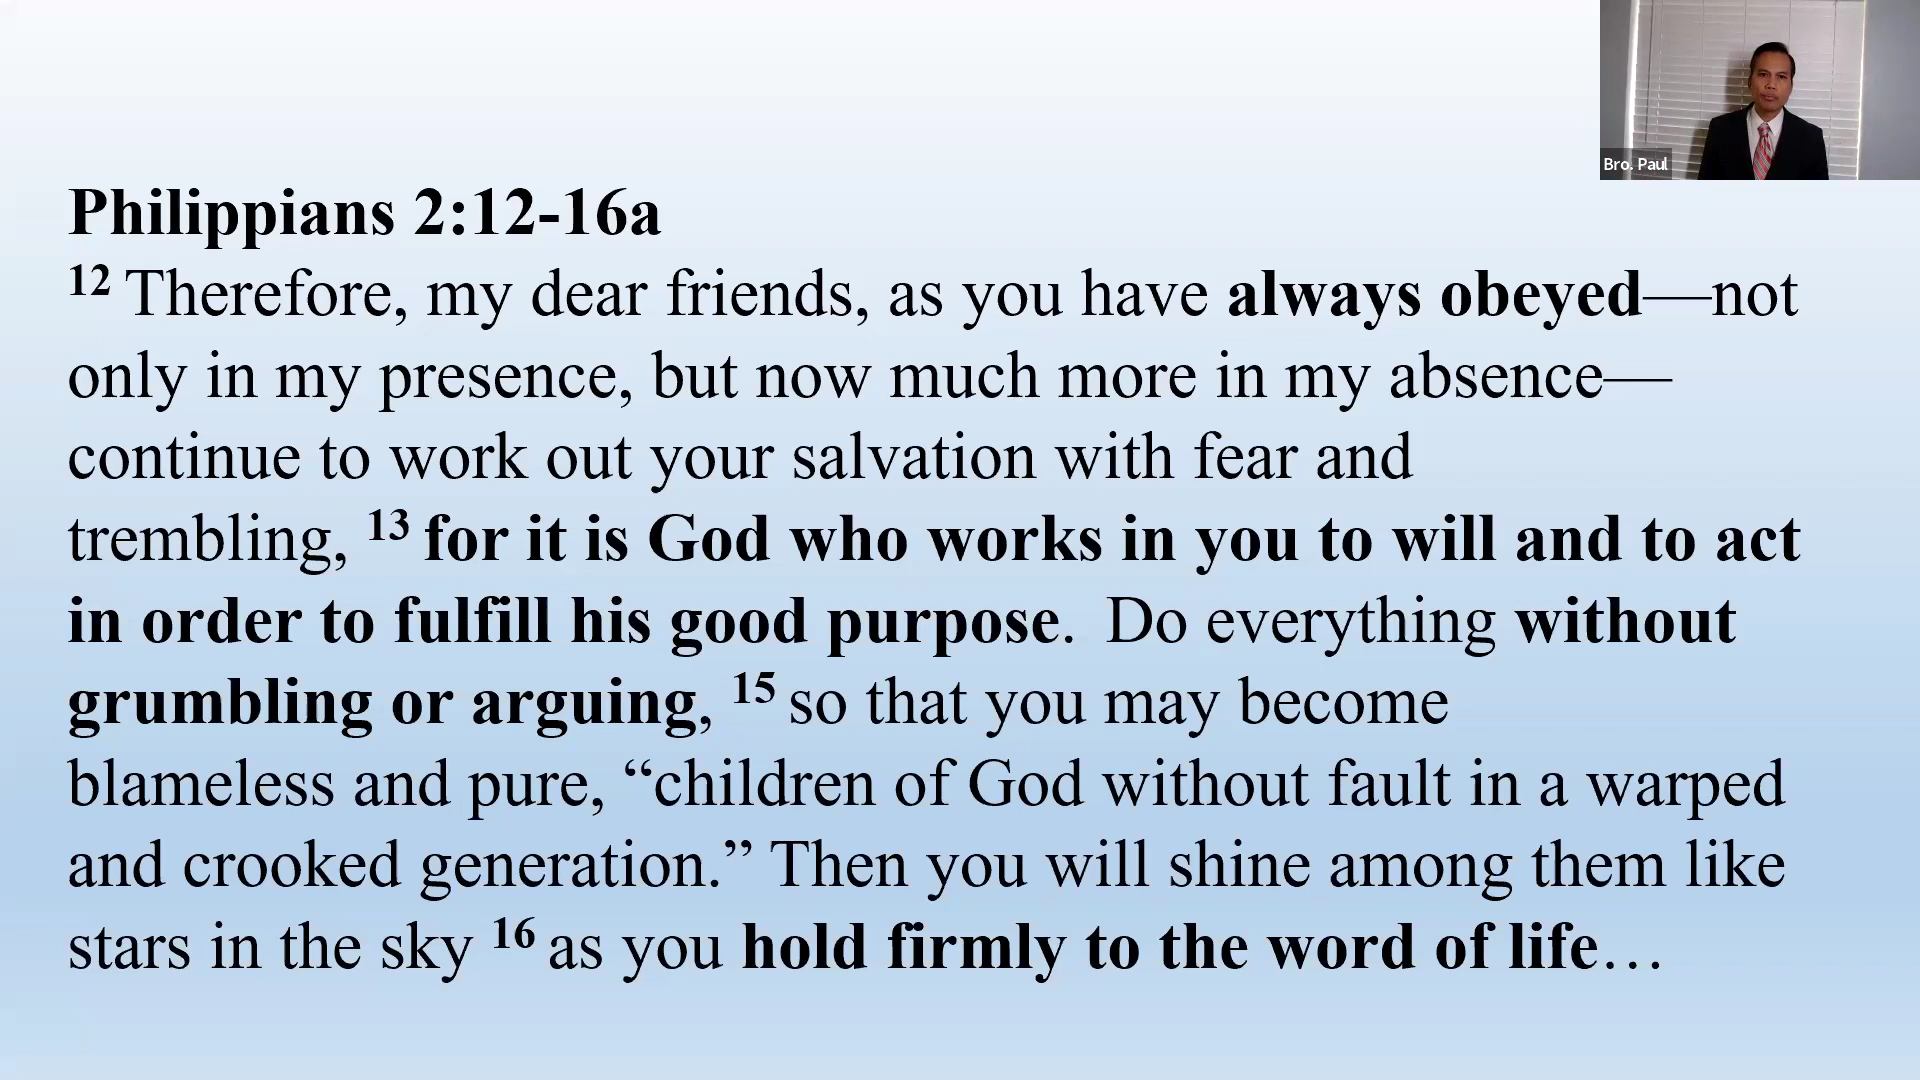 Bro. Paul
Philippians 2:12-16a
12 Therefore, my dear friends, as you have always obeyed—not
only in my presence, but now much more in my absence—
continue to work out your salvation with fear and
trembling, 13 for it is God who works in you to will and to act
in order to fulfill his good purpose.  Do everything without
grumbling or arguing, 15 so that you may become
blameless and pure, “children of God without fault in a warped
and crooked generation.” Then you will shine among them like
stars in the sky 16 as you hold firmly to the word of life…